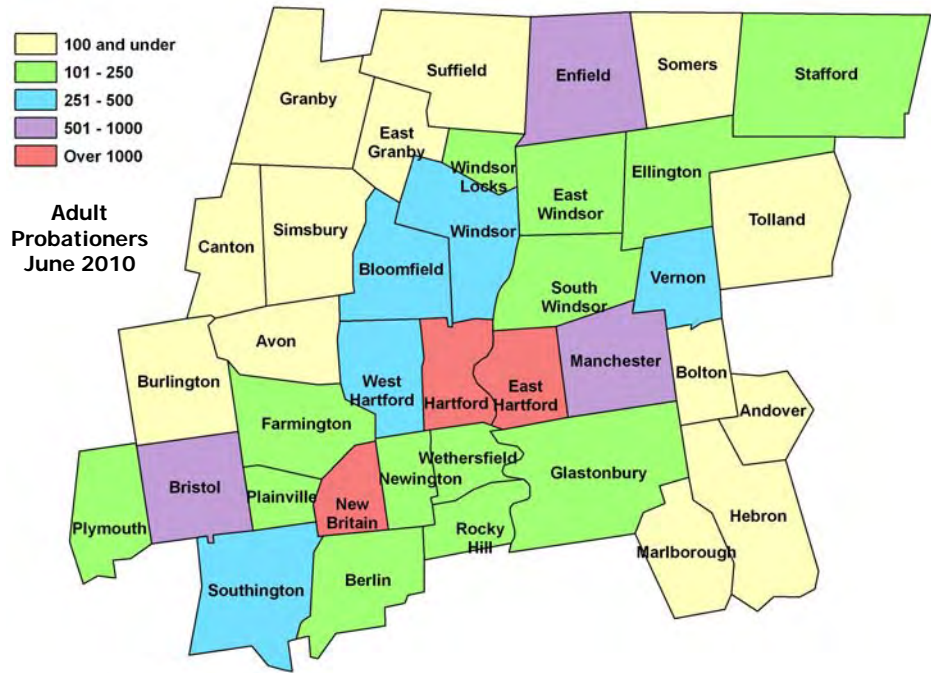 100 and under
101 - 250
251 - 500
501 - 1000
Over 1000
Adult
Probationers
June 2010
Granby
Suffield
Enfield
Somers
Stafford
East
Granby
Windsor
Locks
East
Windsor
Ellington
Tolland
Canton
Simsbury
Bloomfield
Windsor
South
Windsor
Vernon
Burlington
Avon
West
Hartford
Hartford
East
Hartford
Manchester
Bolton
Andover
Farmington
Plymouth
Bristol
Plainville
New
Britain
Newington
Wethersfield
Rocky
Hill
Glastonbury
Hebron
Marlborough
Southington
Berlin